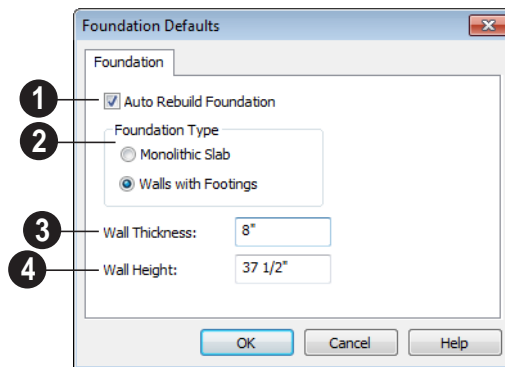 Foundation Defaults
Foundation
1 Auto Rebuild Foundation
2 Foundation Type
Monolithic Slab
Walls with Footings
3 Wall Thickness: 8"
4 Wall Height: 37 1/2"
OK Cancel Help